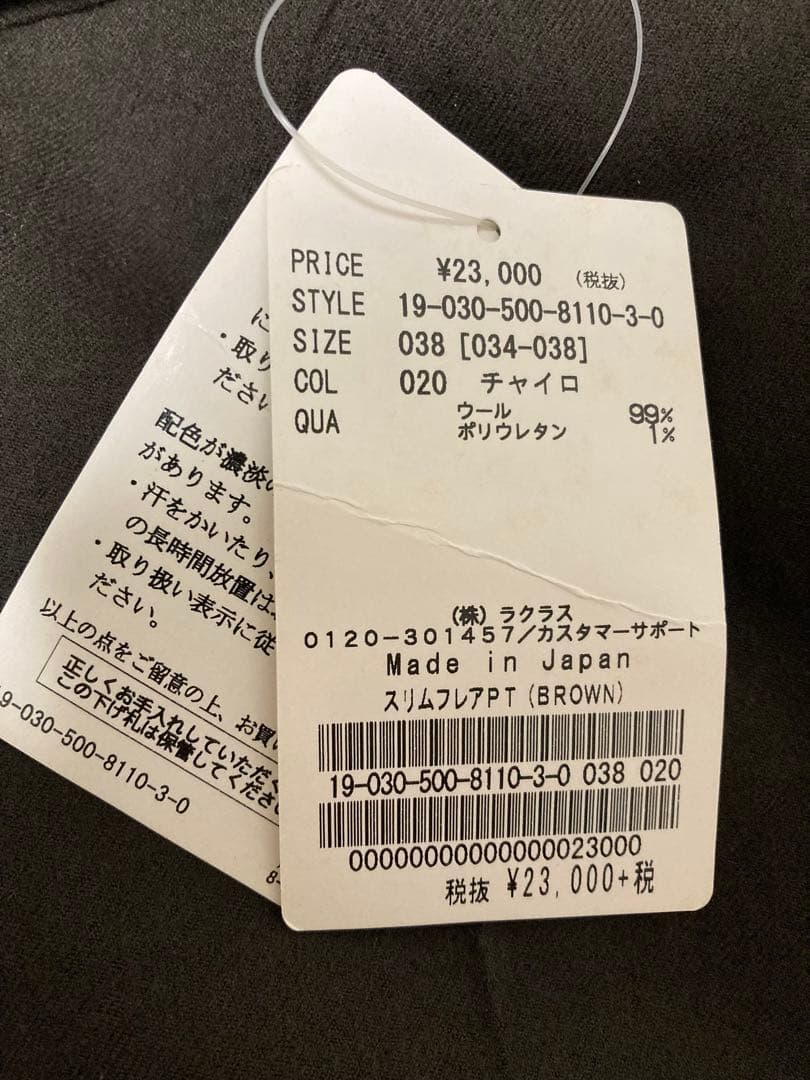 PRICE ¥23,000 (税抜)
STYLE 19-030-500-8110-3-0
SIZE 038 [034-038]
COL 020 チャイロ
QUA ウール 99%
ポリウレタン 1%
(株) ラクラス
0120-301457/カスタマーサポート
Made in Japan
スリムフレアPT (BROWN)
19-030-500-8110-3-0 038 020
00000000000000023000
税抜 ¥23,000+税
に
・取り
ださい
配色が濃淡の
があります。
・汗をかいたり、
の長時間放置は
・取り扱い表示に従
ださい。
以上の点をご留意の上、お買い
正しくお手入れしていただく
この下げ札は保管してください
19-030-500-8110-3-0
8-